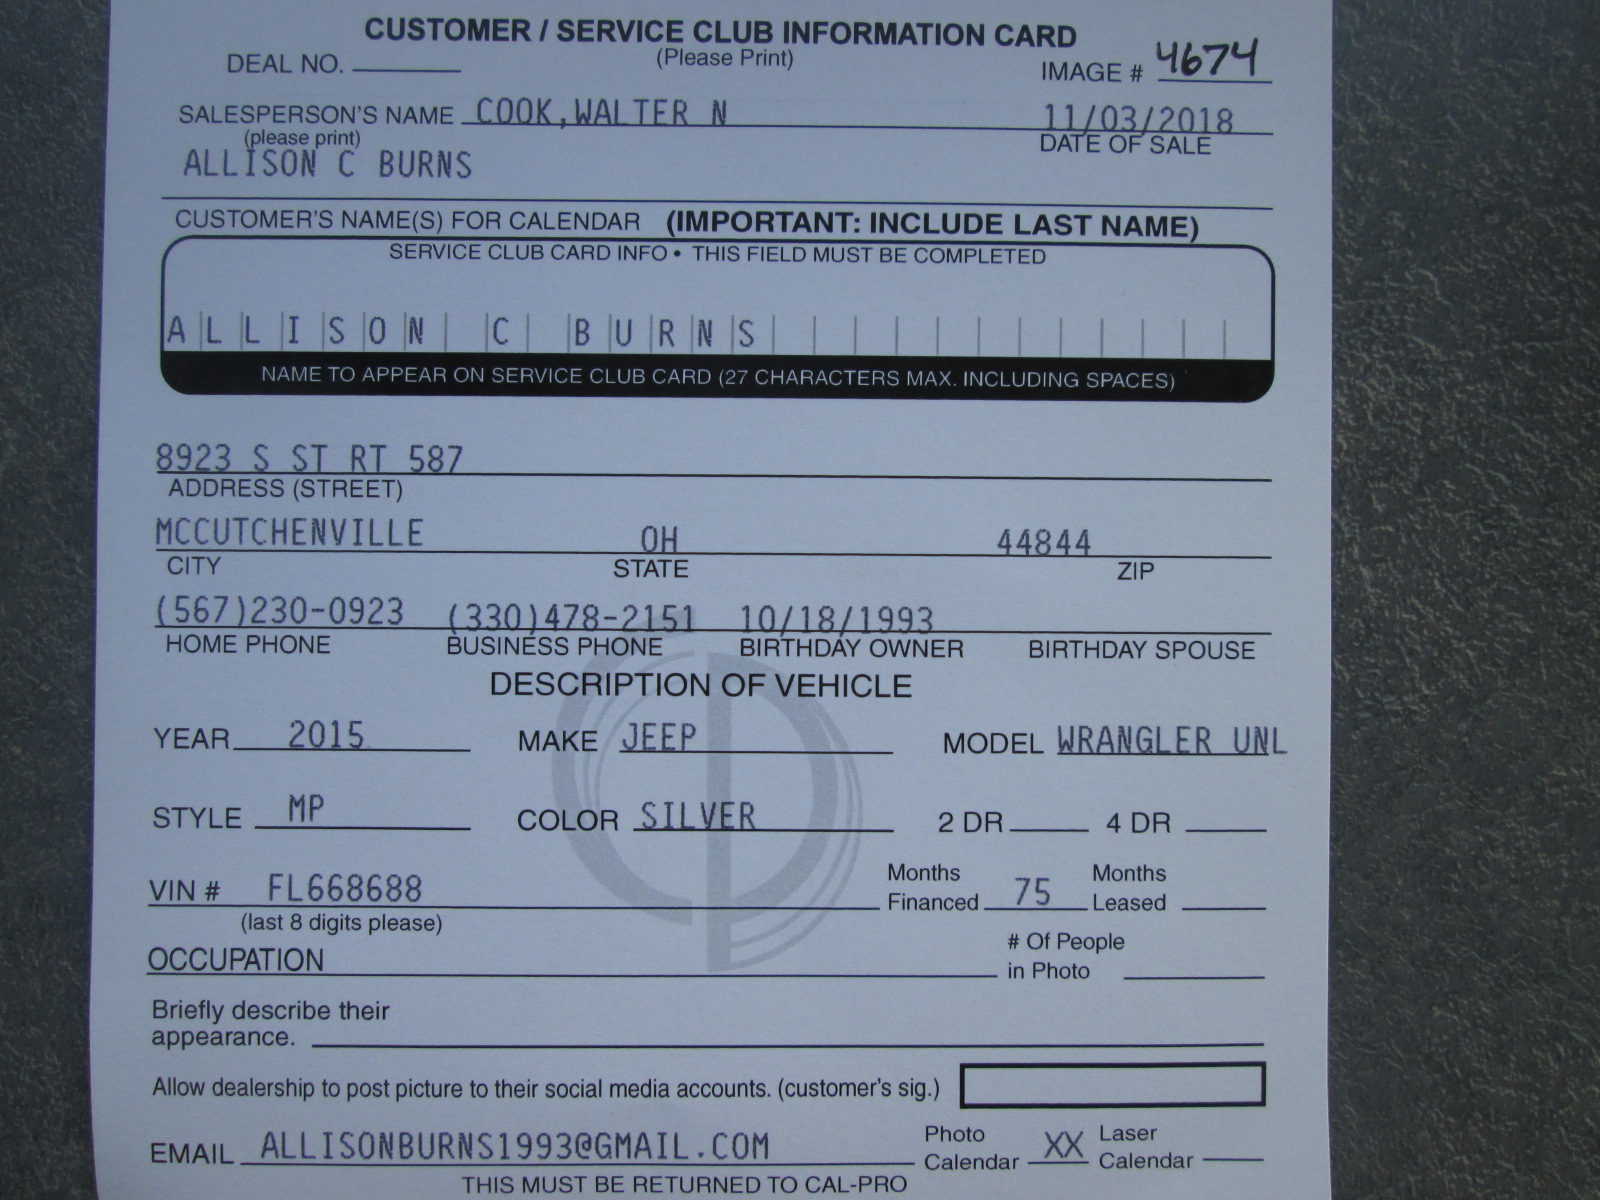 CUSTOMER / SERVICE CLUB INFORMATION CARD
(Please Print)
DEAL NO.
IMAGE # 4674
SALESPERSON'S NAME COOK,WALTER N 11/03/2018
(please print) DATE OF SALE
ALLISON C BURNS
CUSTOMER'S NAME(S) FOR CALENDAR (IMPORTANT: INCLUDE LAST NAME)
SERVICE CLUB CARD INFO • THIS FIELD MUST BE COMPLETED
ALLISON C BURNS
NAME TO APPEAR ON SERVICE CLUB CARD (27 CHARACTERS MAX. INCLUDING SPACES)
8923 S ST RT 587
ADDRESS (STREET)
MCCUTCHENVILLE OH 44844
CITY STATE ZIP
(567)230-0923 (330)478-2151 10/18/1993
HOME PHONE BUSINESS PHONE BIRTHDAY OWNER BIRTHDAY SPOUSE
DESCRIPTION OF VEHICLE
YEAR 2015 MAKE JEEP MODEL WRANGLER UNL
STYLE MP COLOR SILVER 2 DR 4 DR
VIN # FL668688 Months Financed 75 Months Leased
(last 8 digits please)
OCCUPATION # Of People in Photo
Briefly describe their
appearance.
Allow dealership to post picture to their social media accounts. (customer's sig.)
EMAIL ALLISONBURNS1993@GMAIL.COM Photo Calendar XX Laser Calendar
THIS MUST BE RETURNED TO CAL-PRO